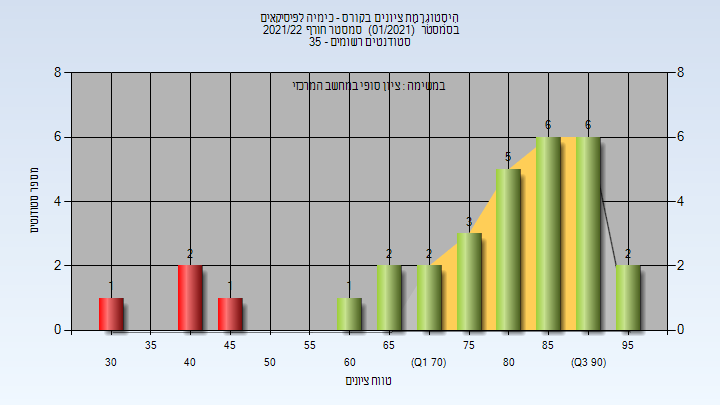 היסטוגרמת ציונים בקורס - כימיה לפיסיקאים
בסמסטר (01/2021) סמסטר חורף 2021/22
סטודנטים רשומים - 35
במשימה : ציון סופי במחשב המרכזי
מספר סטודנטים
8 8
6 6
4 4
2 2
0 0
1 2 1 1 2 2 3 5 6 6 2
35 45 55 65 75 85 95
30 40 50 60 (Q1 70) 80 (Q3 90)
טווח ציונים